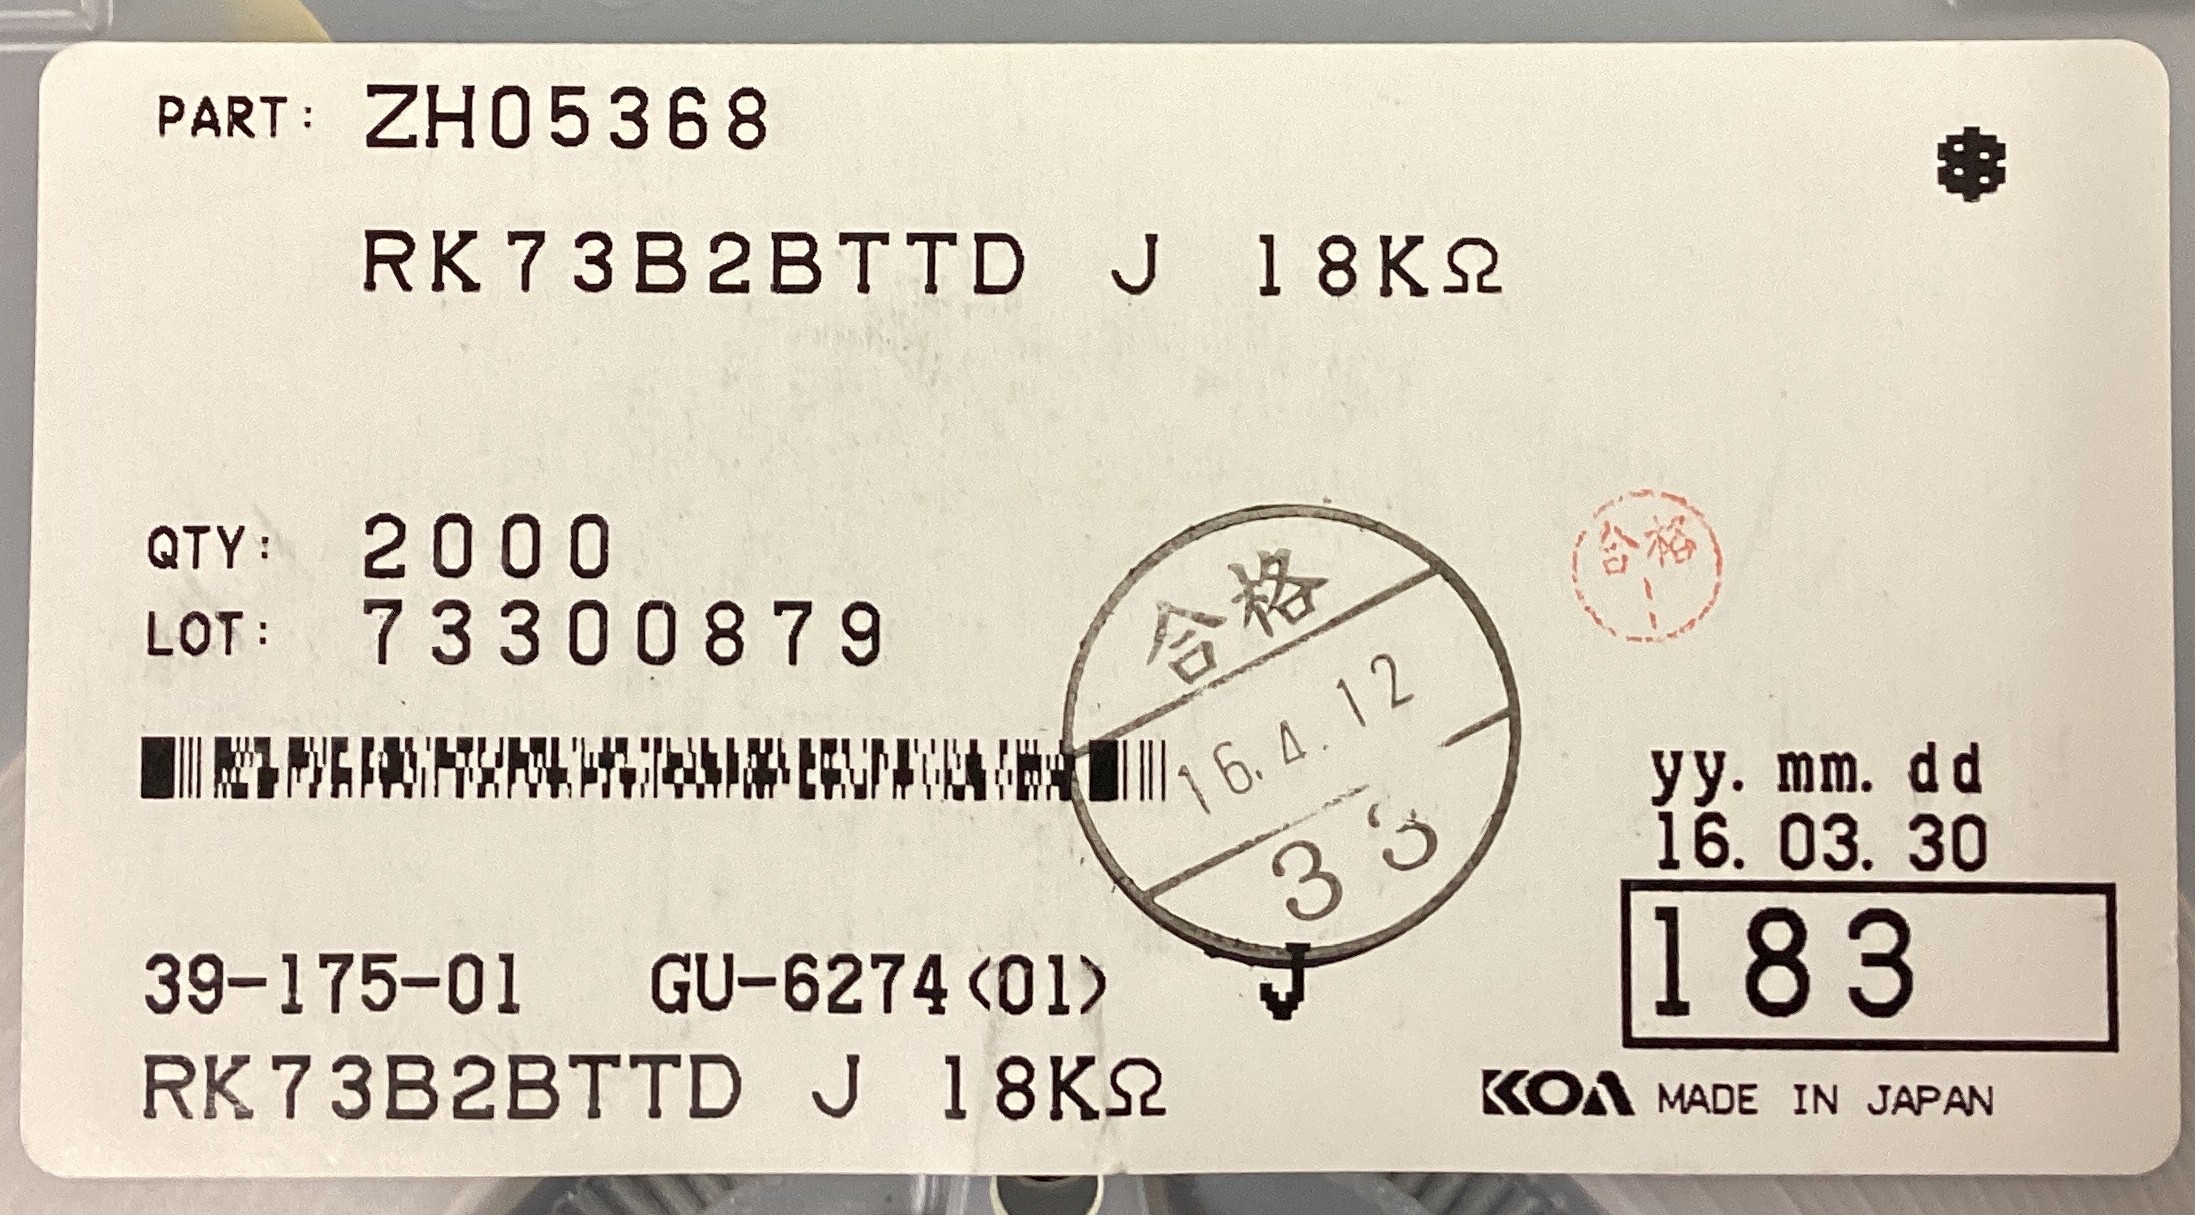 PART: ZH05368
RK73B2BTTD J 18KΩ
QTY: 2000
LOT: 73300879
合格
16.4.12
33
合格
1
yy. mm. dd
16. 03. 30
183
39-175-01 GU-6274(01) J
RK73B2BTTD J 18KΩ
KOA MADE IN JAPAN